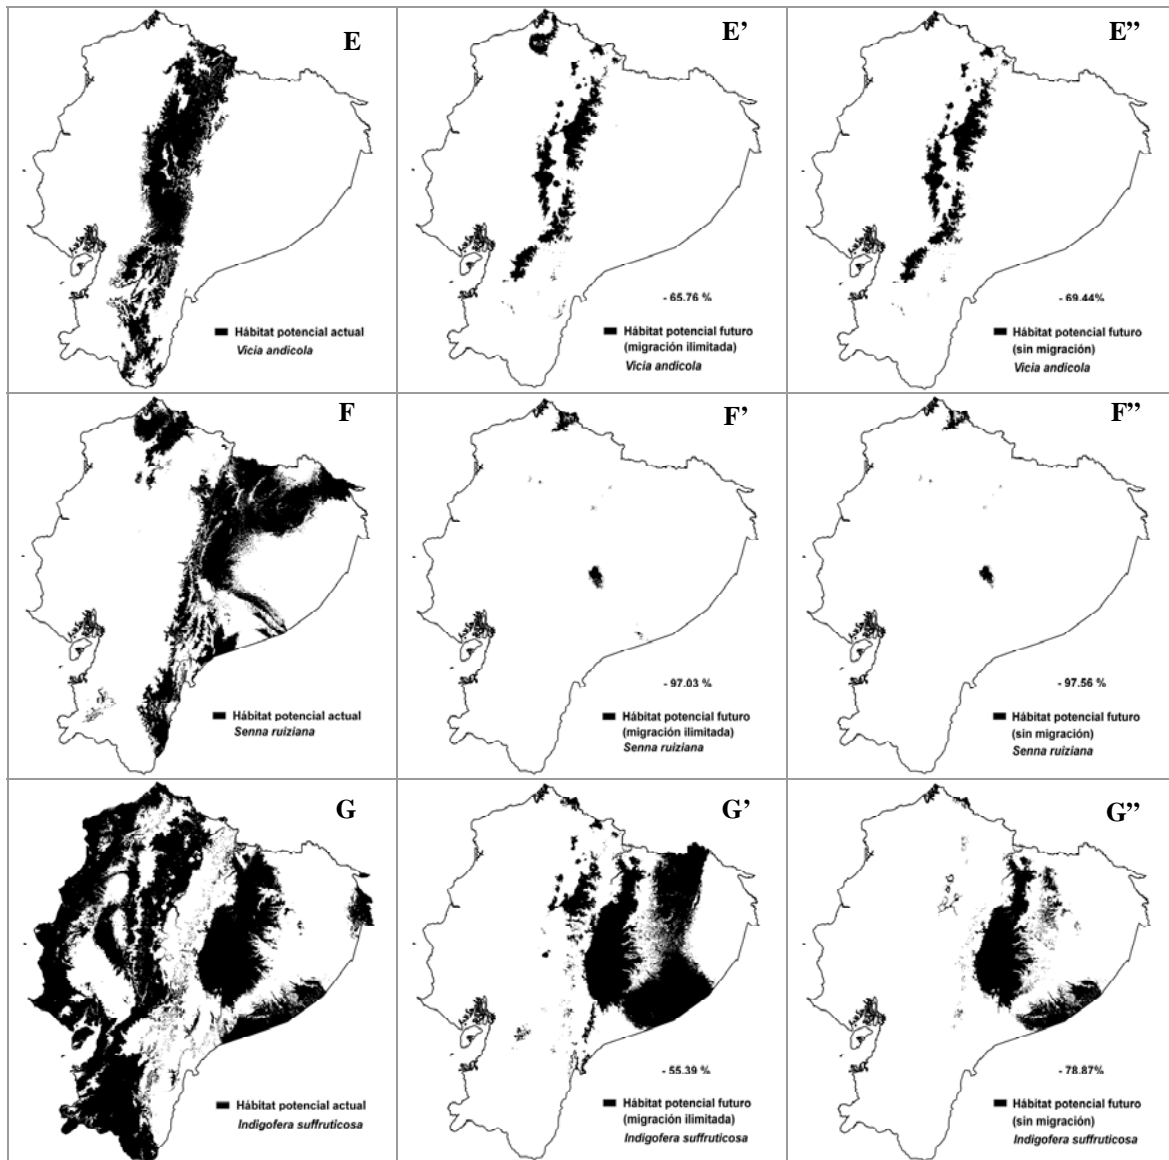 E
Hábitat potencial actual
Vicia andicola
E’
- 65.76 %
Hábitat potencial futuro
(migración ilimitada)
Vicia andicola
E’’
- 69.44%
Hábitat potencial futuro
(sin migración)
Vicia andicola
F
Hábitat potencial actual
Senna ruiziana
F’
- 97.03 %
Hábitat potencial futuro
(migración ilimitada)
Senna ruiziana
F’’
- 97.56 %
Hábitat potencial futuro
(sin migración)
Senna ruiziana
G
Hábitat potencial actual
Indigofera suffruticosa
G’
- 55.39 %
Hábitat potencial futuro
(migración ilimitada)
Indigofera suffruticosa
G’’
- 78.87%
Hábitat potencial futuro
(sin migración)
Indigofera suffruticosa